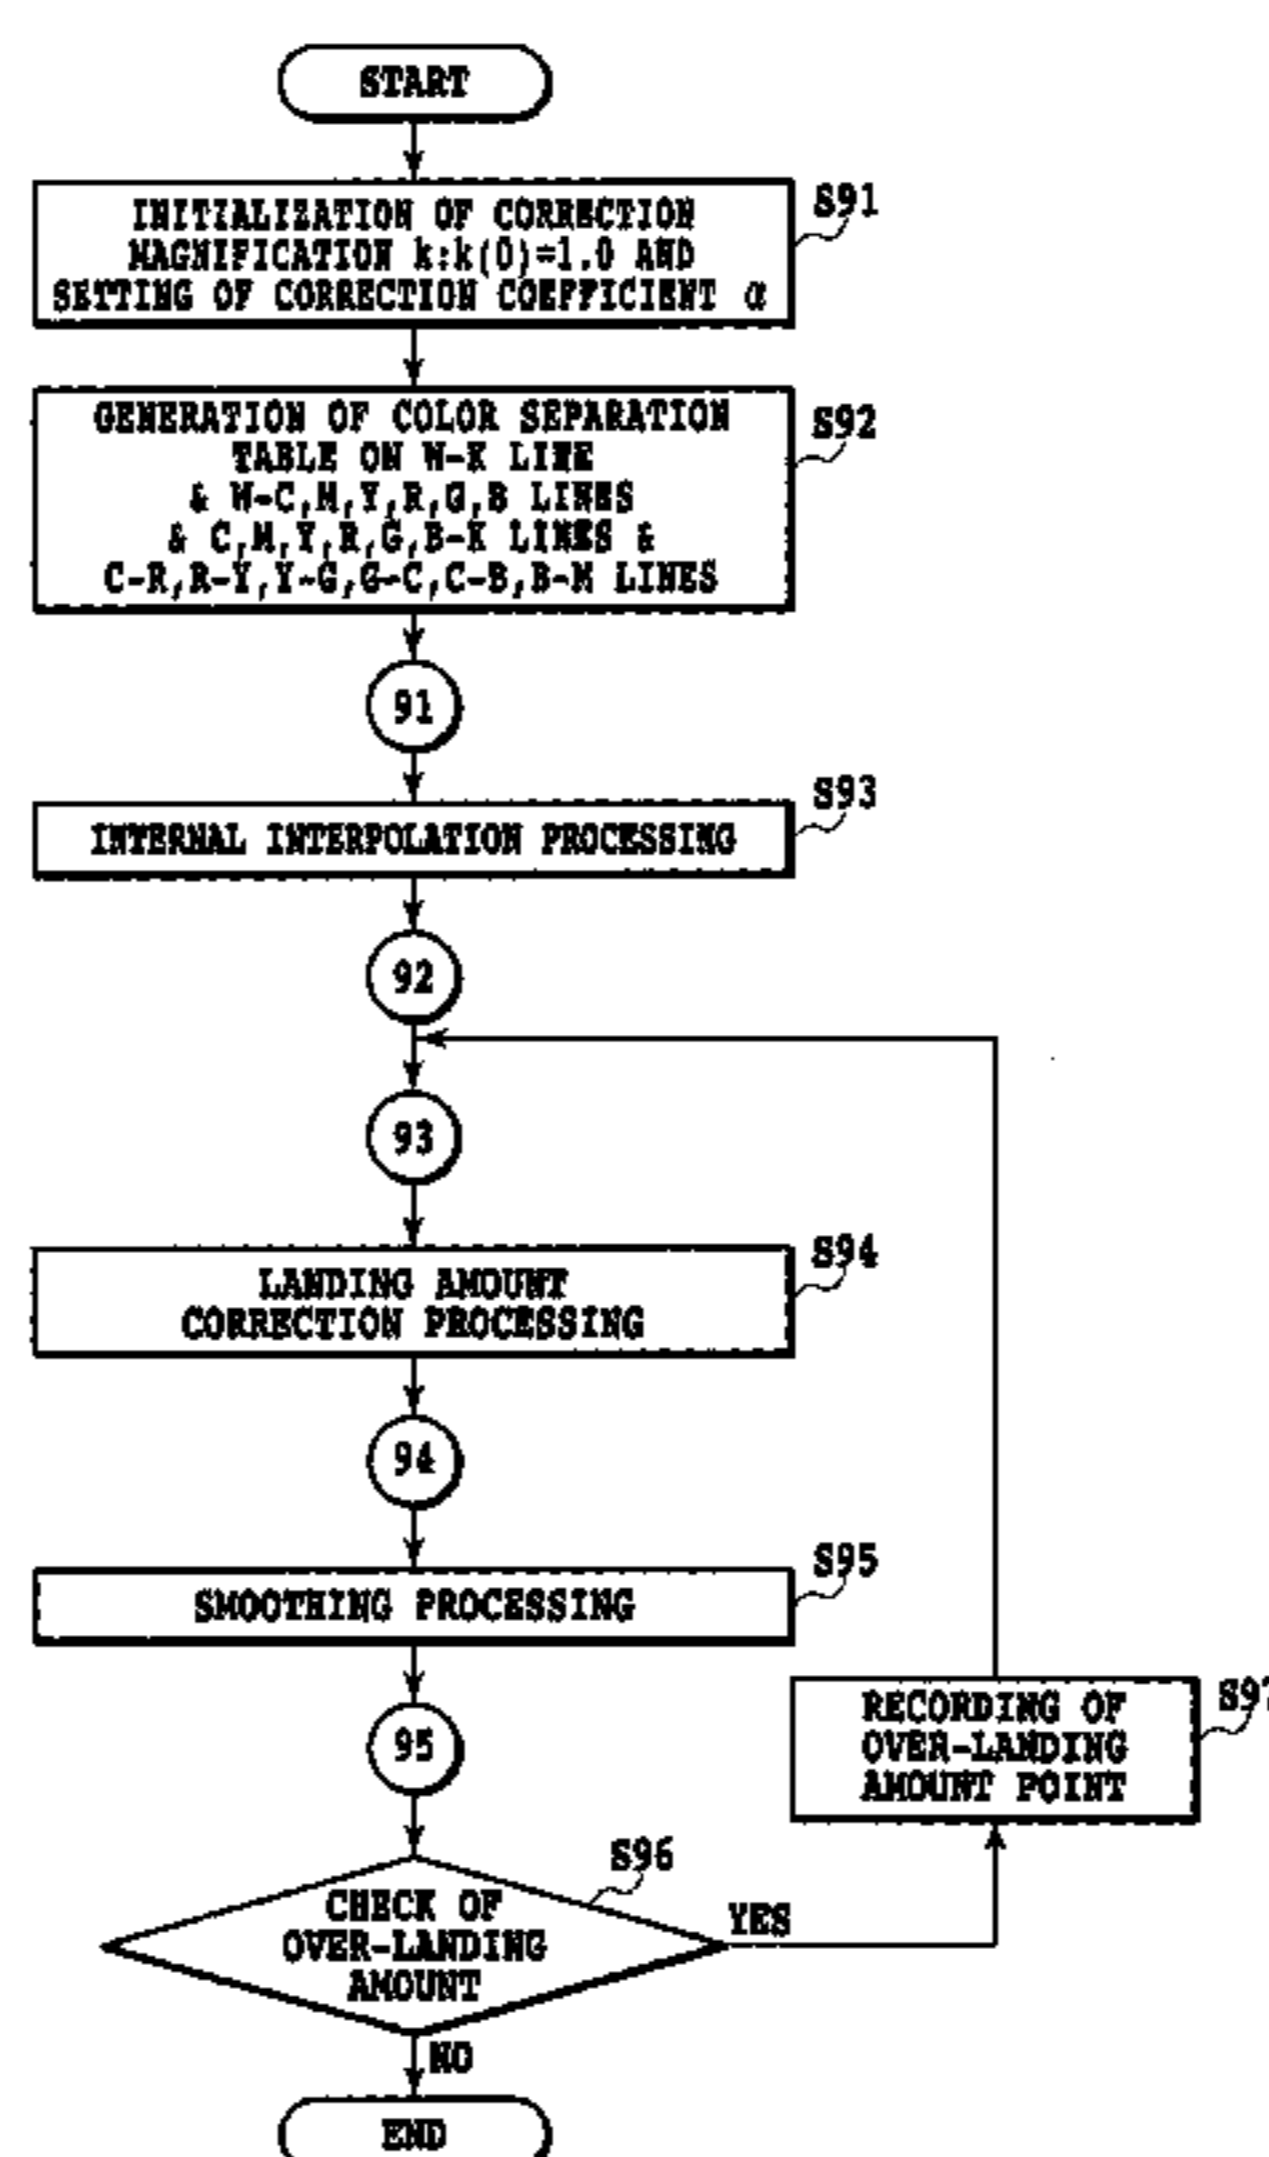 START
INITIALIZATION OF CORRECTION
MAGNIFICATION k:k(0)=1.0 AND
SETTING OF CORRECTION COEFFICIENT α
S91
GENERATION OF COLOR SEPARATION
TABLE ON W-K LINE
& W-C,M,Y,R,G,B LINES
& C,M,Y,R,G,B-K LINES &
C-R,R-Y,Y-G,G-C,C-B,B-M LINES
S92
91
INTERNAL INTERPOLATION PROCESSING
S93
92
93
LANDING AMOUNT
CORRECTION PROCESSING
S94
94
SMOOTHING PROCESSING
S95
95
RECORDING OF
OVER-LANDING
AMOUNT POINT
S97
CHECK OF
OVER-LANDING
AMOUNT
S96
YES
NO
END